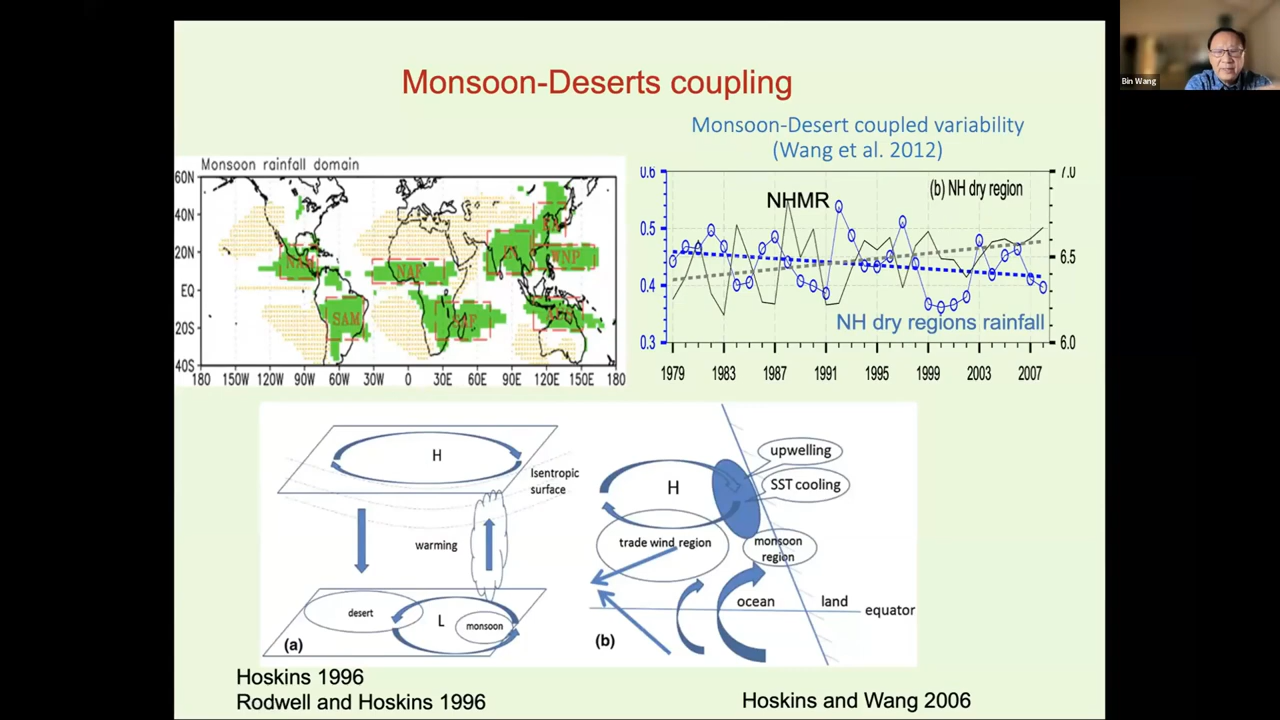 Monsoon-Deserts coupling
Bin Wang
Monsoon-Desert coupled variability
(Wang et al. 2012)
Monsoon rainfall domain
60N
40N
20N
EQ
20S
40S
180 150W 120W 90W 60W 30W 0 30E 60E 90E 120E 150E 180
NAF
WNP
SAM
SAF
0.6
0.5
0.4
0.3
NHMR
(b) NH dry region
7.0
6.5
6.0
NH dry regions rainfall
1979 1983 1987 1991 1995 1999 2003 2007
H
Isentropic
surface
warming
desert
L
monsoon
(a)
upwelling
H
SST cooling
trade wind region
monsoon
region
ocean
land
equator
(b)
Hoskins 1996
Rodwell and Hoskins 1996
Hoskins and Wang 2006